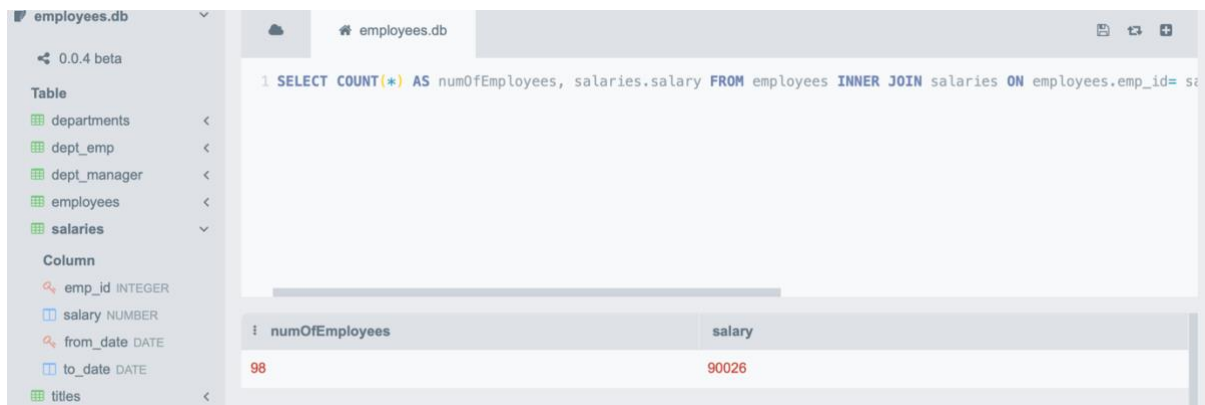 employees.db
0.0.4 beta
Table
departments
dept_emp
dept_manager
employees
salaries
Column
emp_id INTEGER
salary NUMBER
from_date DATE
to_date DATE
titles
employees.db
1 SELECT COUNT(*) AS numOfEmployees, salaries.salary FROM employees INNER JOIN salaries ON employees.emp_id=
numOfEmployees salary
98 90026